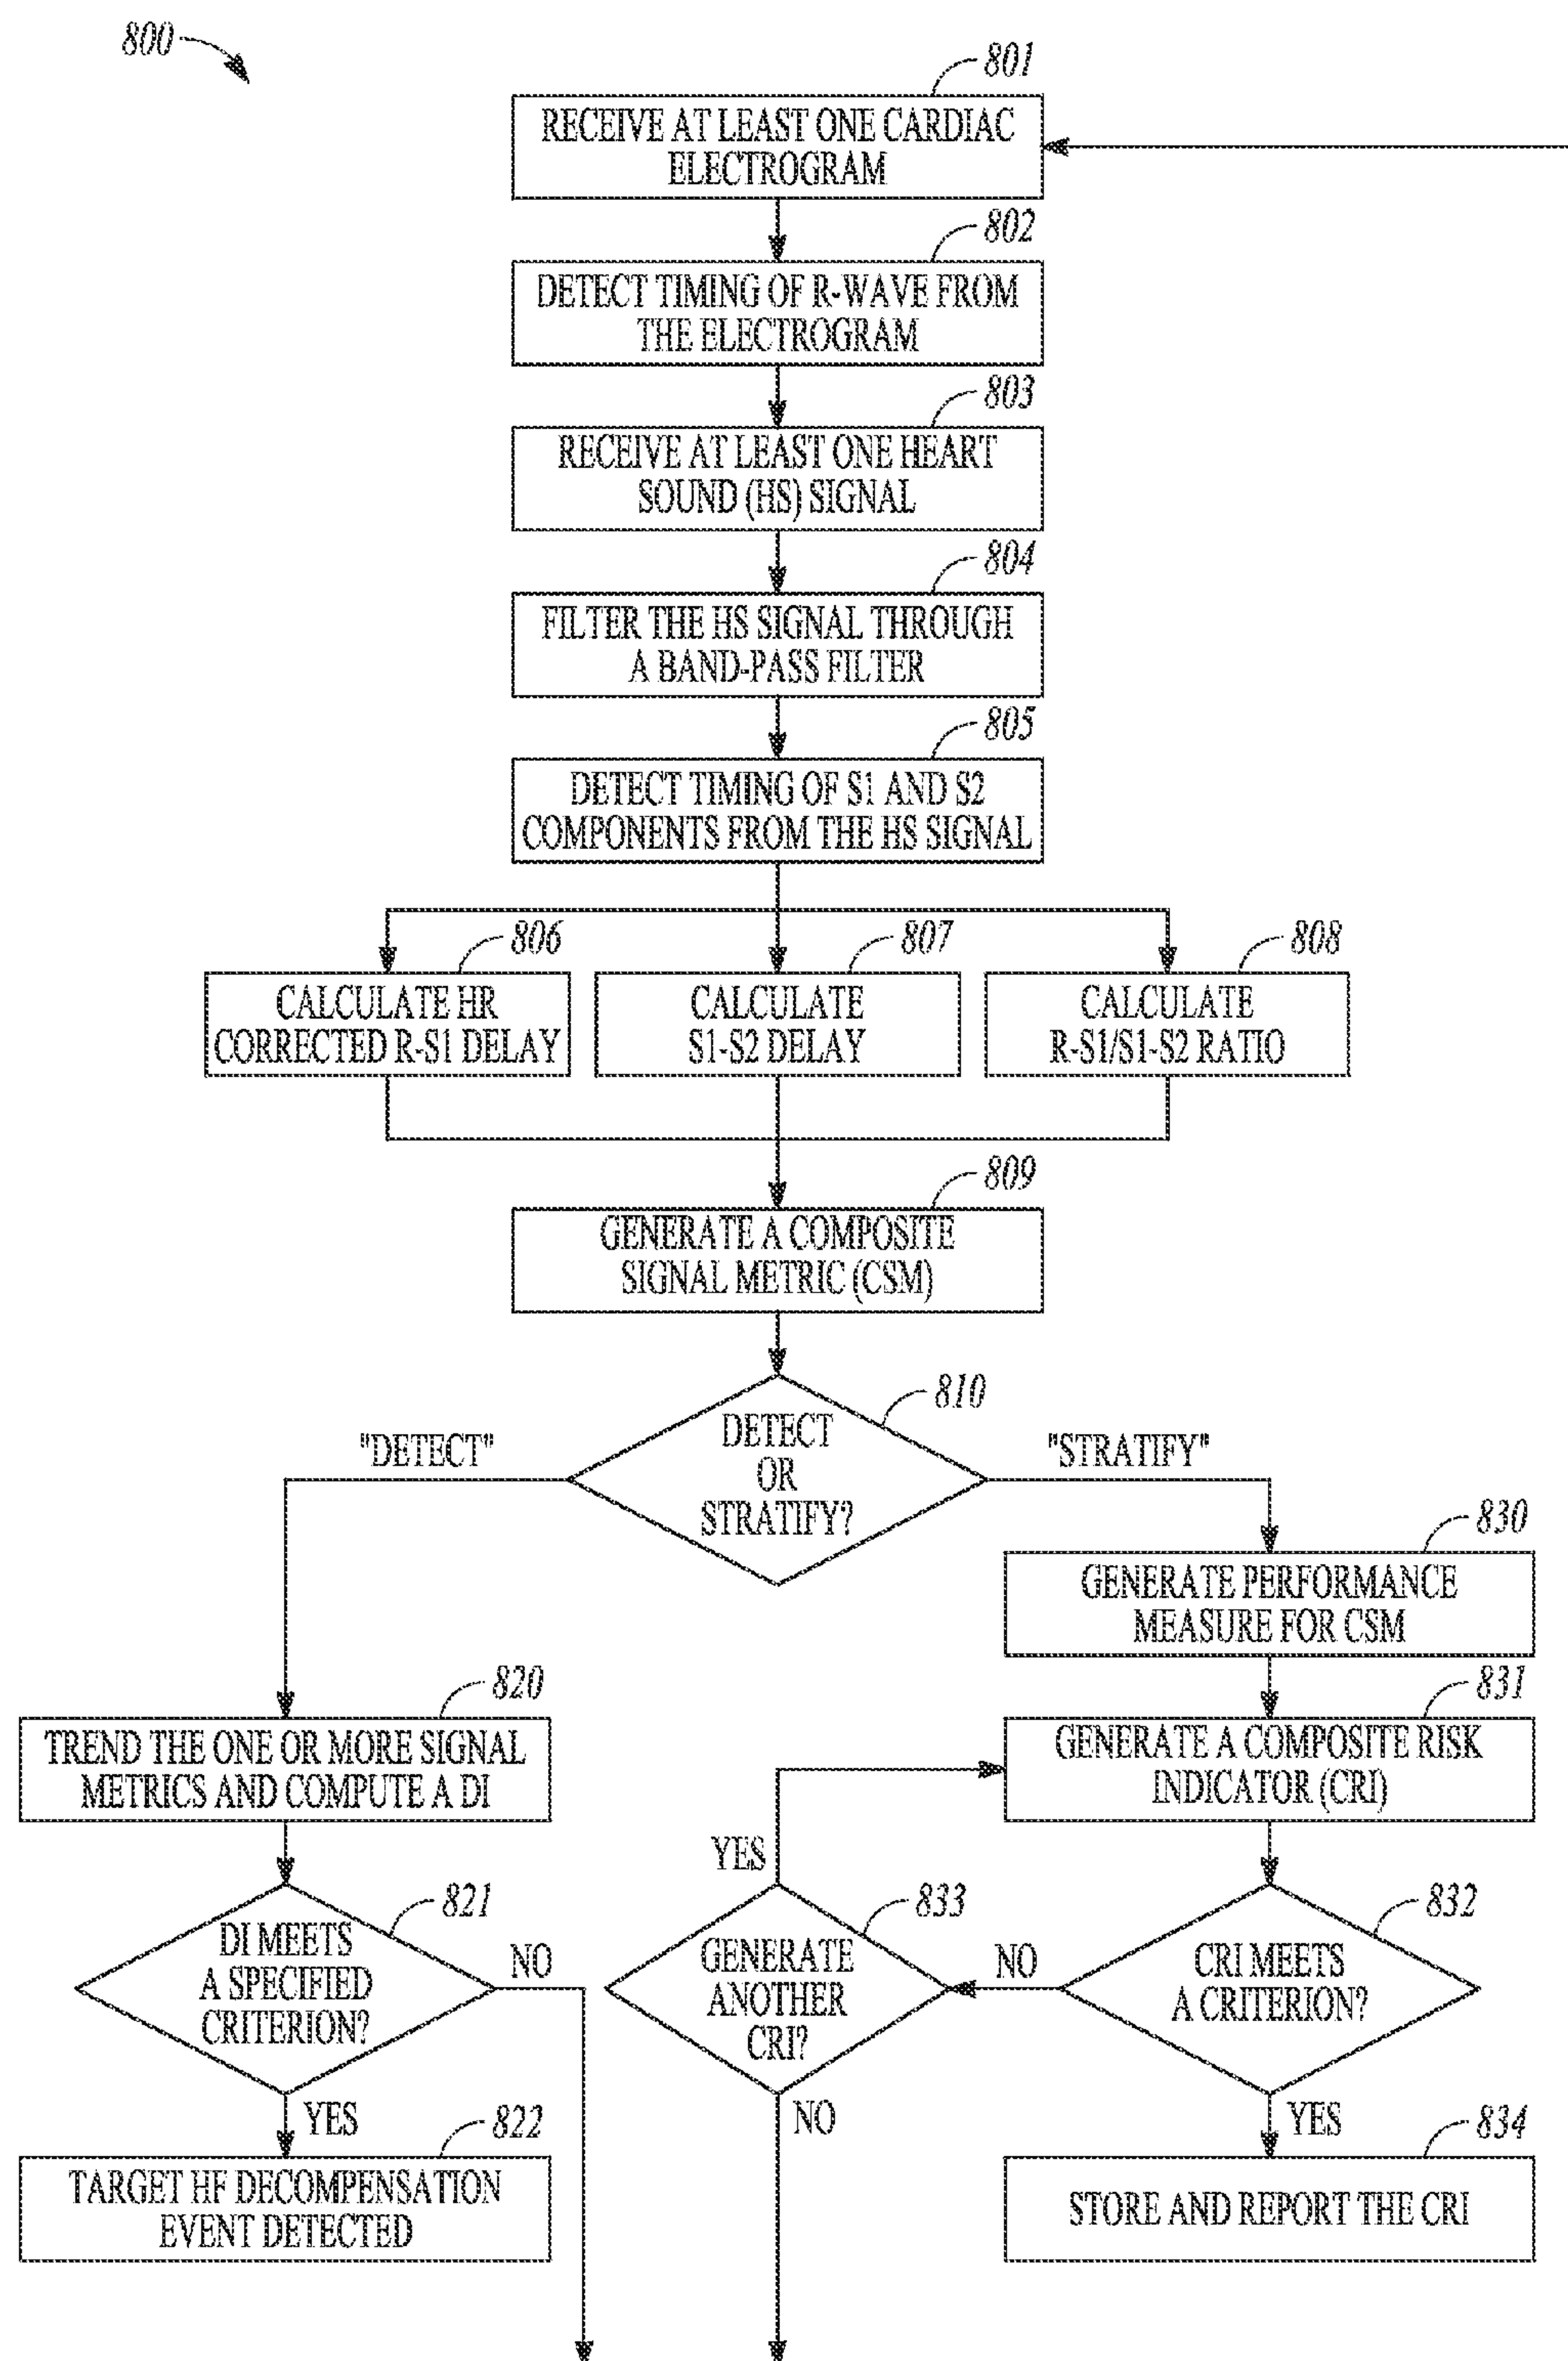 800
801
RECEIVE AT LEAST ONE CARDIAC
ELECTROGRAM
802
DETECT TIMING OF R-WAVE FROM
THE ELECTROGRAM
803
RECEIVE AT LEAST ONE HEART
SOUND (HS) SIGNAL
804
FILTER THE HS SIGNAL THROUGH
A BAND-PASS FILTER
805
DETECT TIMING OF S1 AND S2
COMPONENTS FROM THE HS SIGNAL
806
CALCULATE HR
CORRECTED R-S1 DELAY
807
CALCULATE
S1-S2 DELAY
808
CALCULATE
R-S1/S1-S2 RATIO
809
GENERATE A COMPOSITE
SIGNAL METRIC (CSM)
810
DETECT
OR
STRATIFY?
"DETECT"
"STRATIFY"
830
GENERATE PERFORMANCE
MEASURE FOR CSM
820
TREND THE ONE OR MORE SIGNAL
METRICS AND COMPUTE A DI
831
GENERATE A COMPOSITE RISK
INDICATOR (CRI)
YES
821
DI MEETS
A SPECIFIED
CRITERION?
NO
833
GENERATE
ANOTHER
CRI?
NO
832
CRI MEETS
A CRITERION?
YES
NO
YES
822
TARGET HF DECOMPENSATION
EVENT DETECTED
834
STORE AND REPORT THE CRI